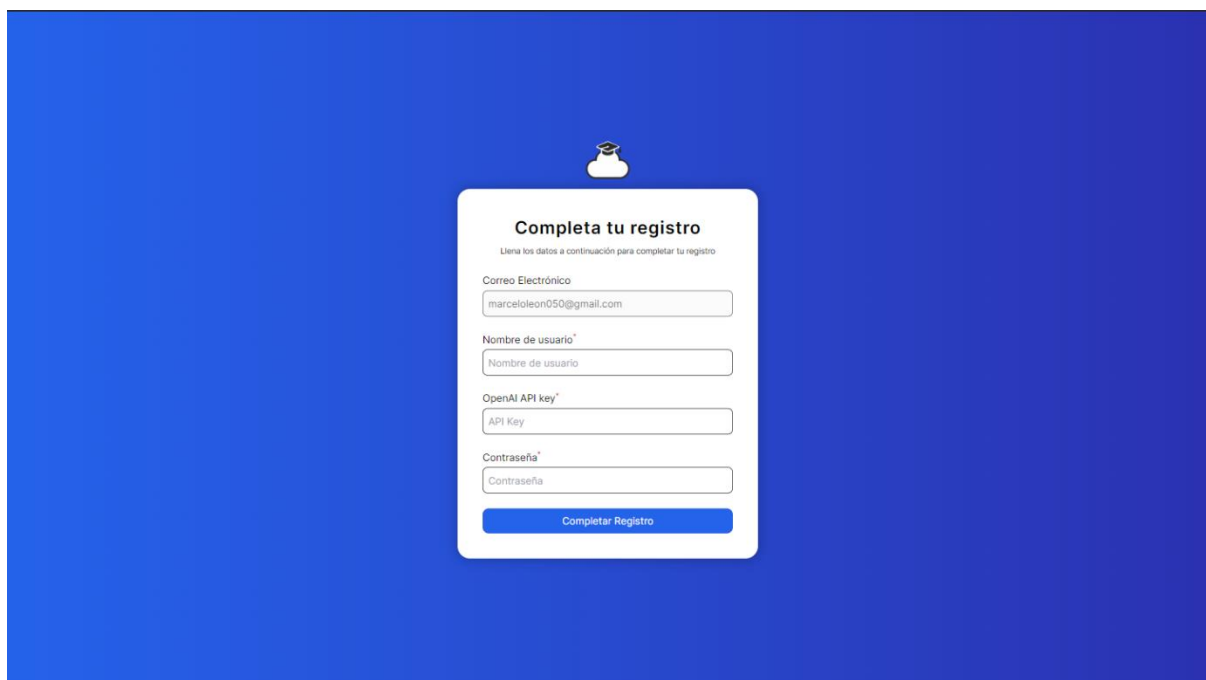 Completa tu registro
Llena los datos a continuación para completar tu registro
Correo Electrónico
marceloleon050@gmail.com
Nombre de usuario*
Nombre de usuario
OpenAI API key*
API Key
Contraseña*
Contraseña
Completar Registro